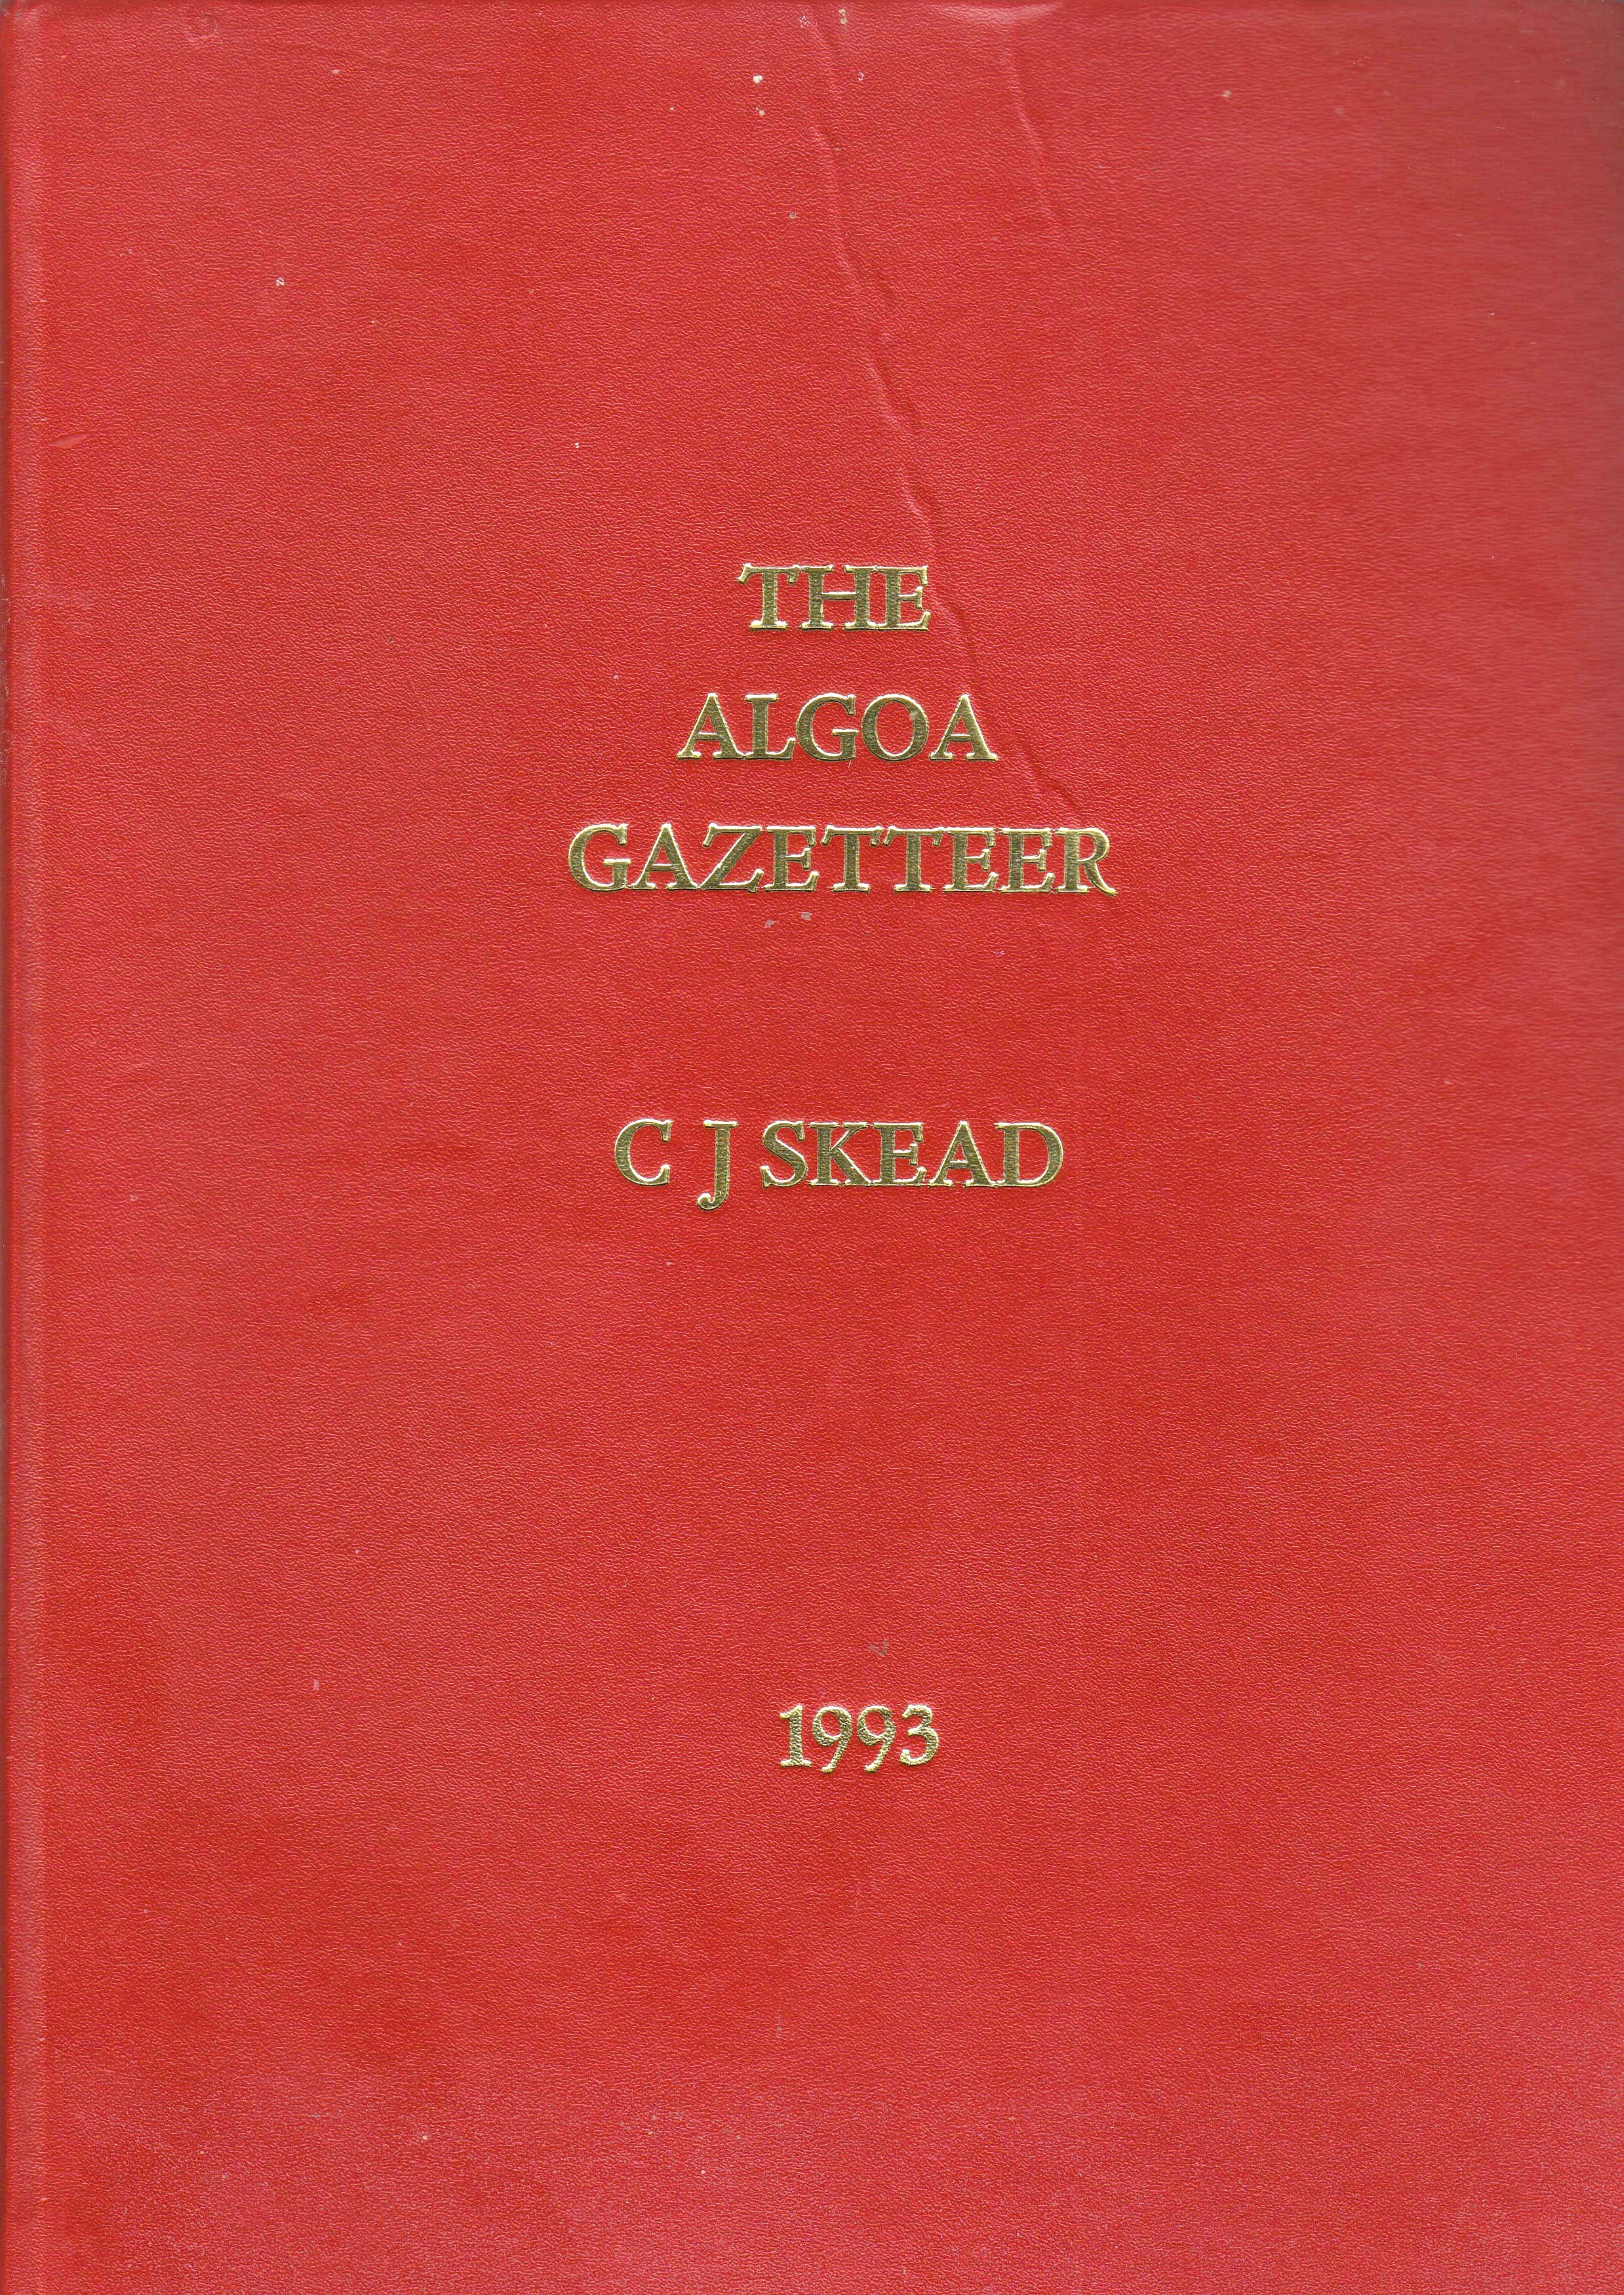 THE
ALGOA
GAZETTEER
C J SKEAD
1993